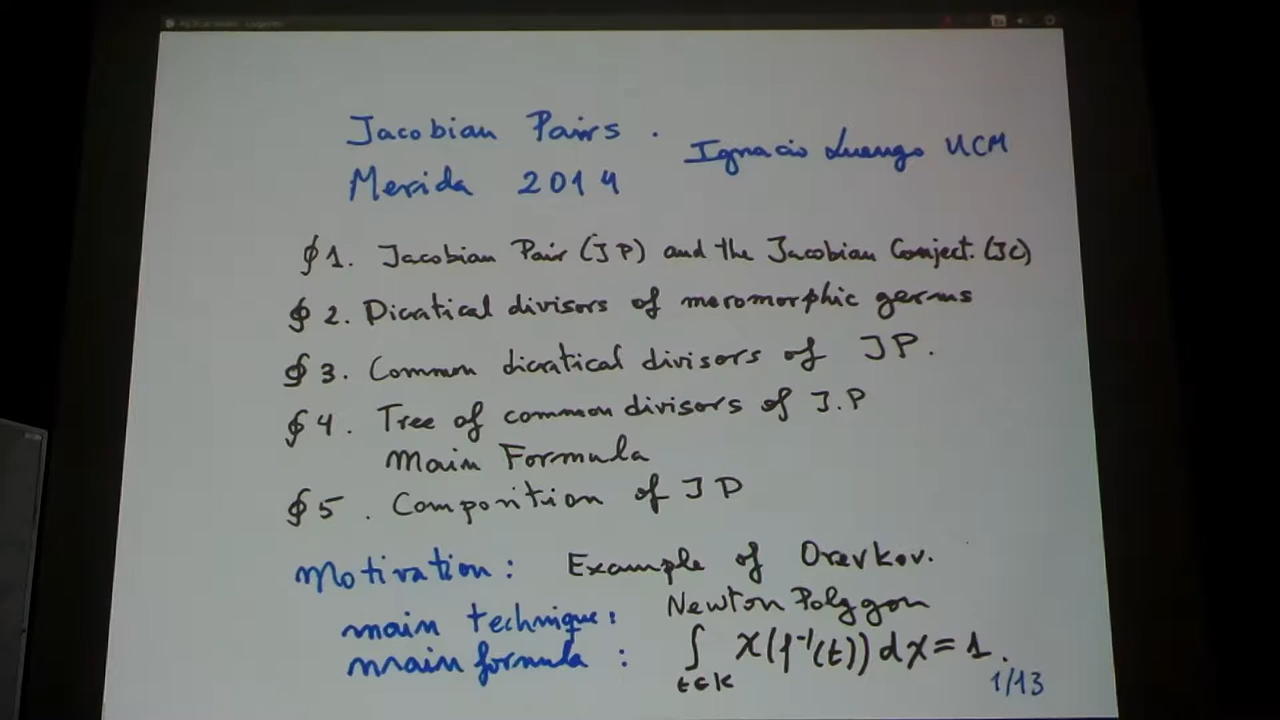 Jacobian Pairs.
Ignacio Luengo UCM
Merida 2014
§1. Jacobian Pair (JP) and the Jacobian Conject. (JC)
§2. Dicratical divisors of meromorphic germs
§3. Common dicratical divisors of JP.
§4. Tree of common divisors of J.P
Main Formula
§5. Composition of JP
Motivation: Example of Orevkov.
main technique: Newton Polygon
main formula: ∫_{t∈K} χ(f⁻¹(t)) dχ = 1.
1/13